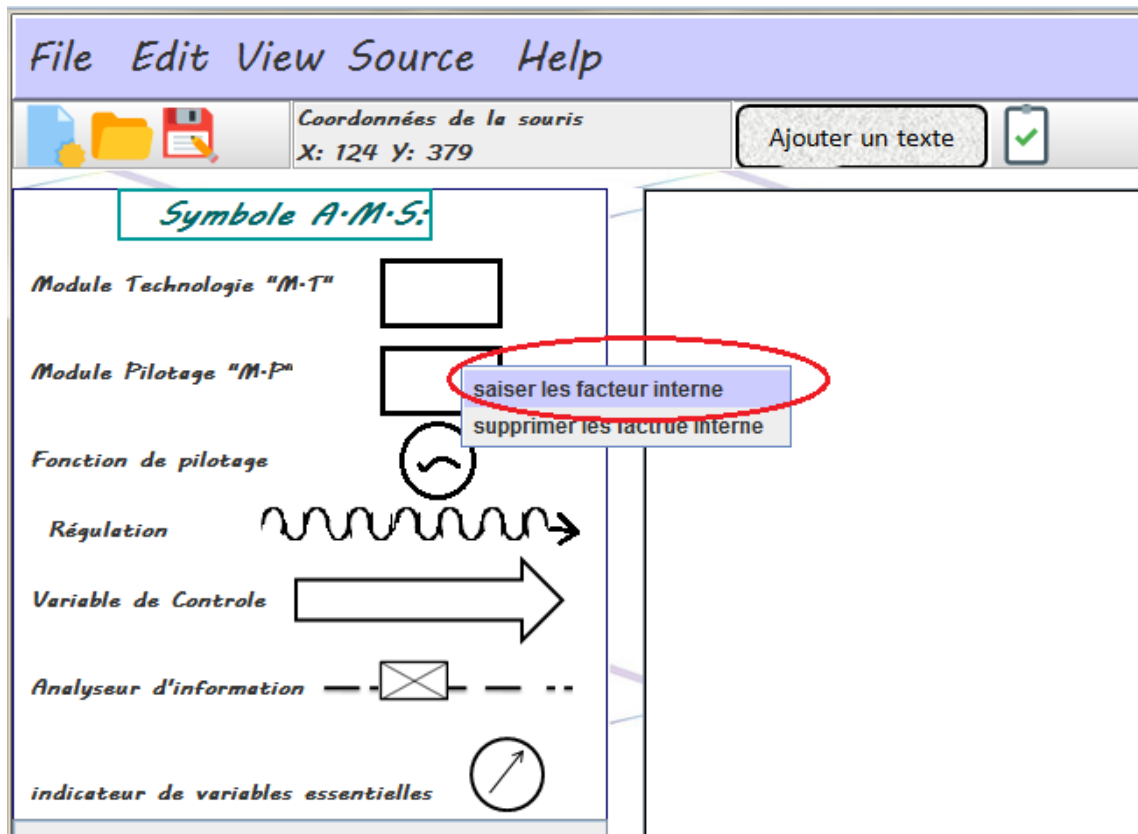 File Edit View Source Help
Coordonnées de la souris
X: 124 Y: 379
Ajouter un texte
Symbole A.M.S:
Module Technologie "M.T"
Module Pilotage "M.P"
saiser les facteur interne
supprimer les factrue interne
Fonction de pilotage
Régulation
Variable de Controle
Analyseur d'information
indicateur de variables essentielles